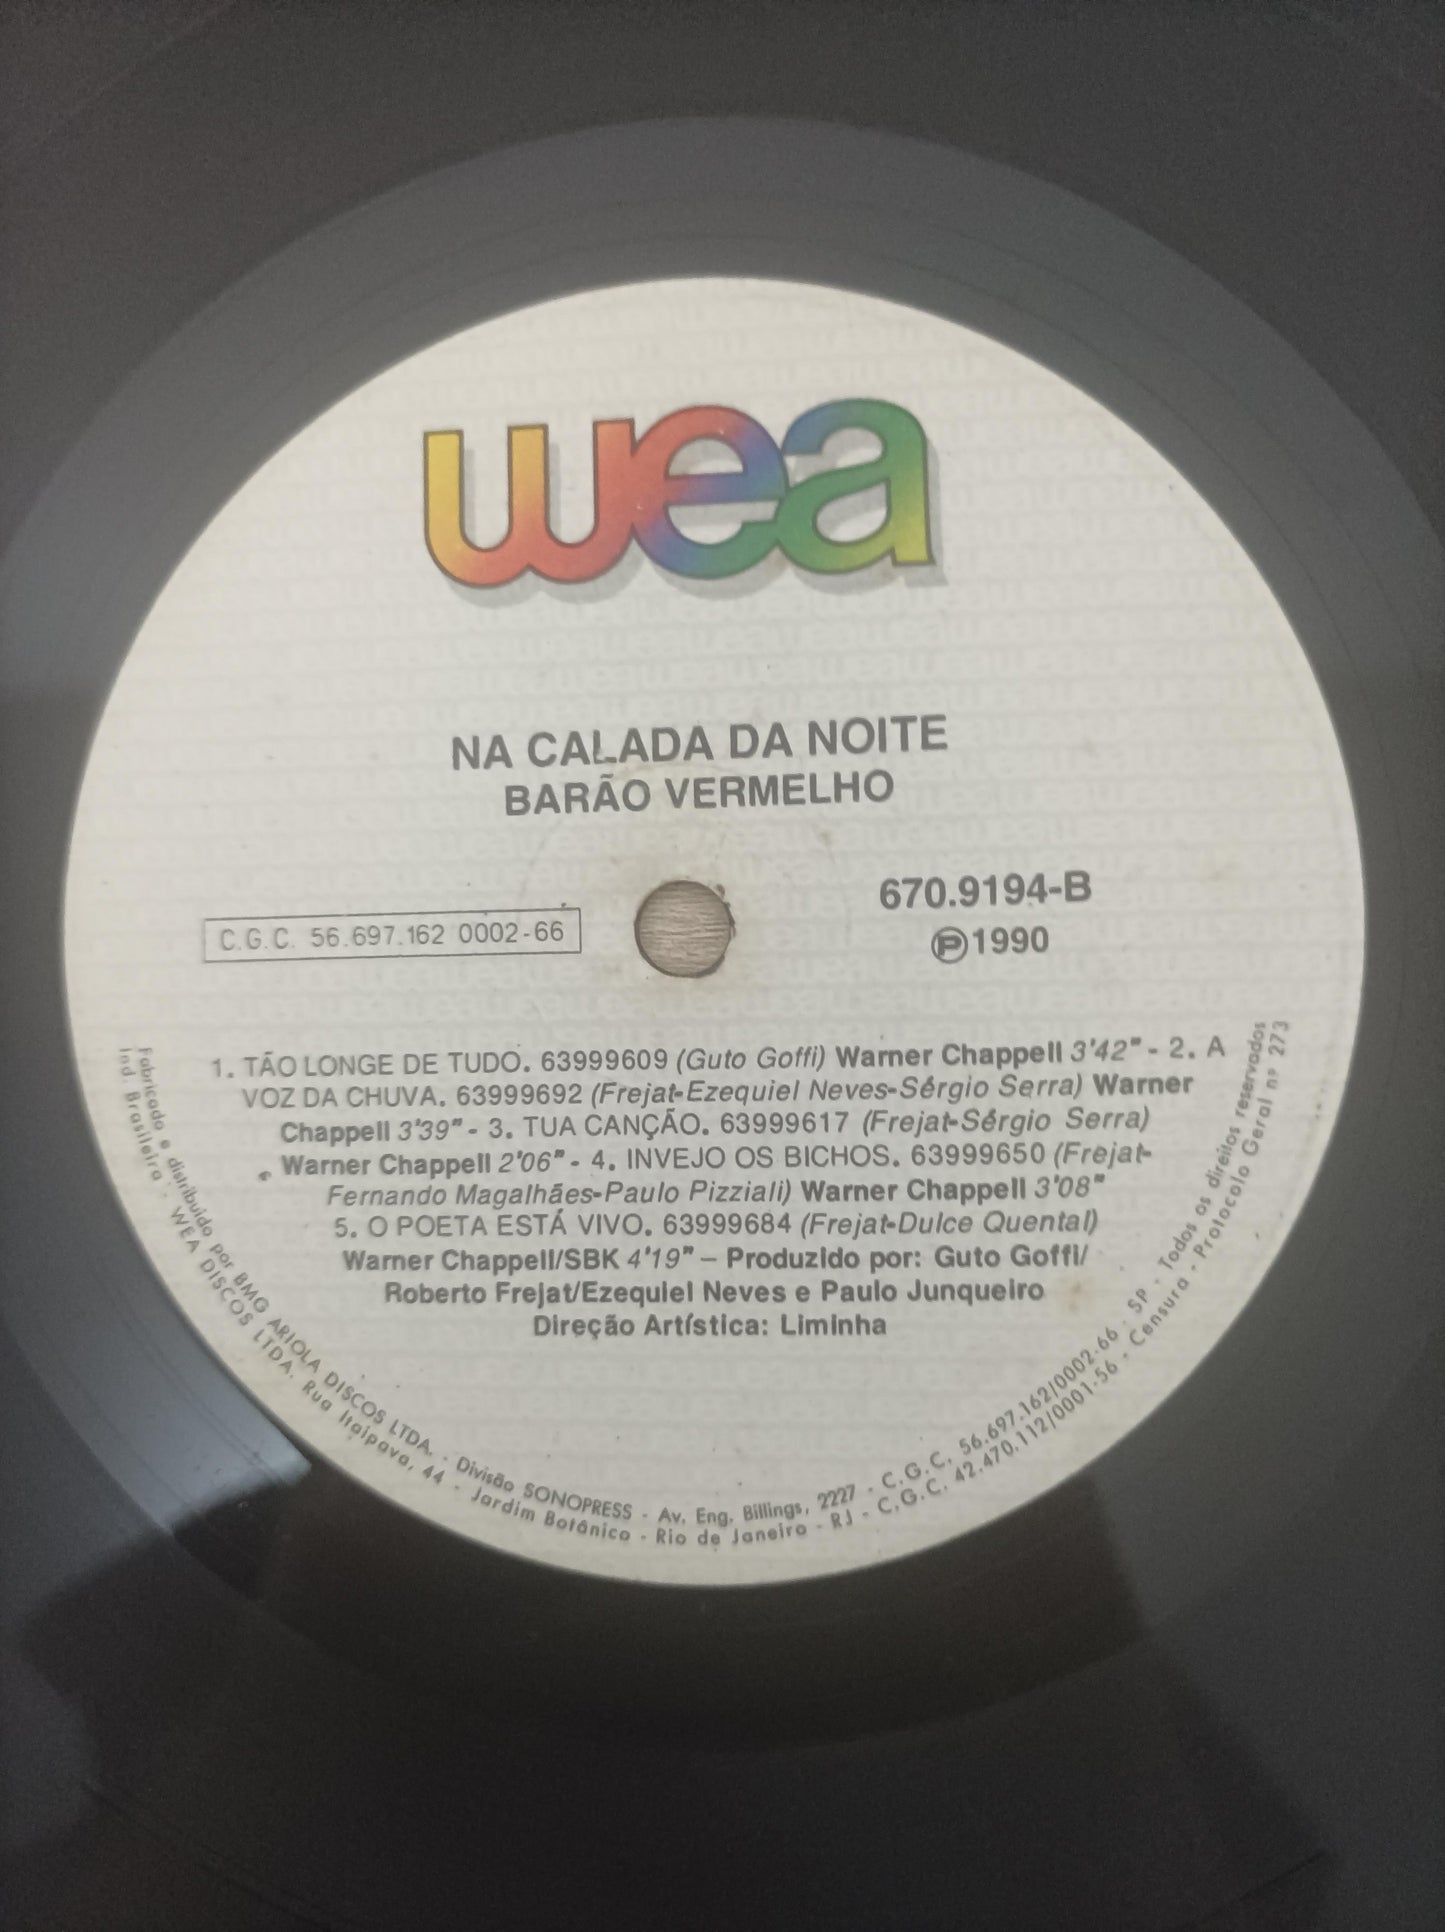 wea
NA CALADA DA NOITE
BARÃO VERMELHO
670.9194-B
C.G.C. 56.697.162 0002-66
Ⓟ1990
1. TÃO LONGE DE TUDO. 63999609 (Guto Goffi) Warner Chappell 3'42" - 2. A
VOZ DA CHUVA. 63999692 (Frejat-Ezequiel Neves-Sérgio Serra) Warner
Chappell 3'39" - 3. TUA CANÇÃO. 63999617 (Frejat-Sérgio Serra)
Warner Chappell 2'06" - 4. INVEJO OS BICHOS. 63999650 (Frejat-
Fernando Magalhães-Paulo Pizziali) Warner Chappell 3'08"
5. O POETA ESTÁ VIVO. 63999684 (Frejat-Dulce Quental)
Warner Chappell/SBK 4'19" – Produzido por: Guto Goffi/
Roberto Frejat/Ezequiel Neves e Paulo Junqueiro
Direção Artística: Liminha
Fabricado e distribuido por BMG ARIOLA DISCOS LTDA. - Divisão SONOPRESS - Av. Eng. Billings, 2227 - C.G.C. 56.697.162/0002-66 - SP - Todos os direitos reservados
Ind. Brasileira - WEA DISCOS LTDA. Rua Itaipava, 44 - Jardim Botânico - Rio de Janeiro - RJ - C.G.C. 42.470.112/0001-56 - Censura - Protocolo Geral nº 273